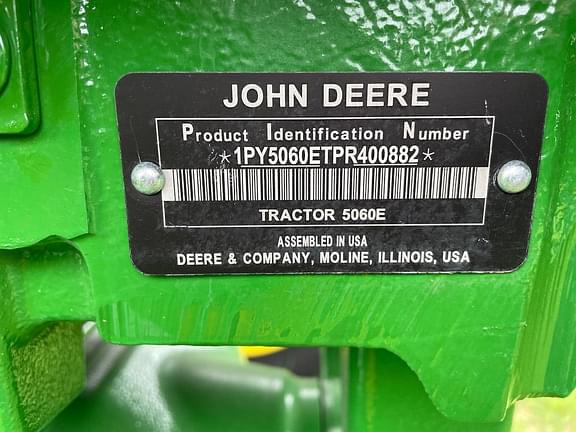 JOHN DEERE
Product Identification Number
*1PY5060ETPR400882*
TRACTOR 5060E
ASSEMBLED IN USA
DEERE & COMPANY, MOLINE, ILLINOIS, USA